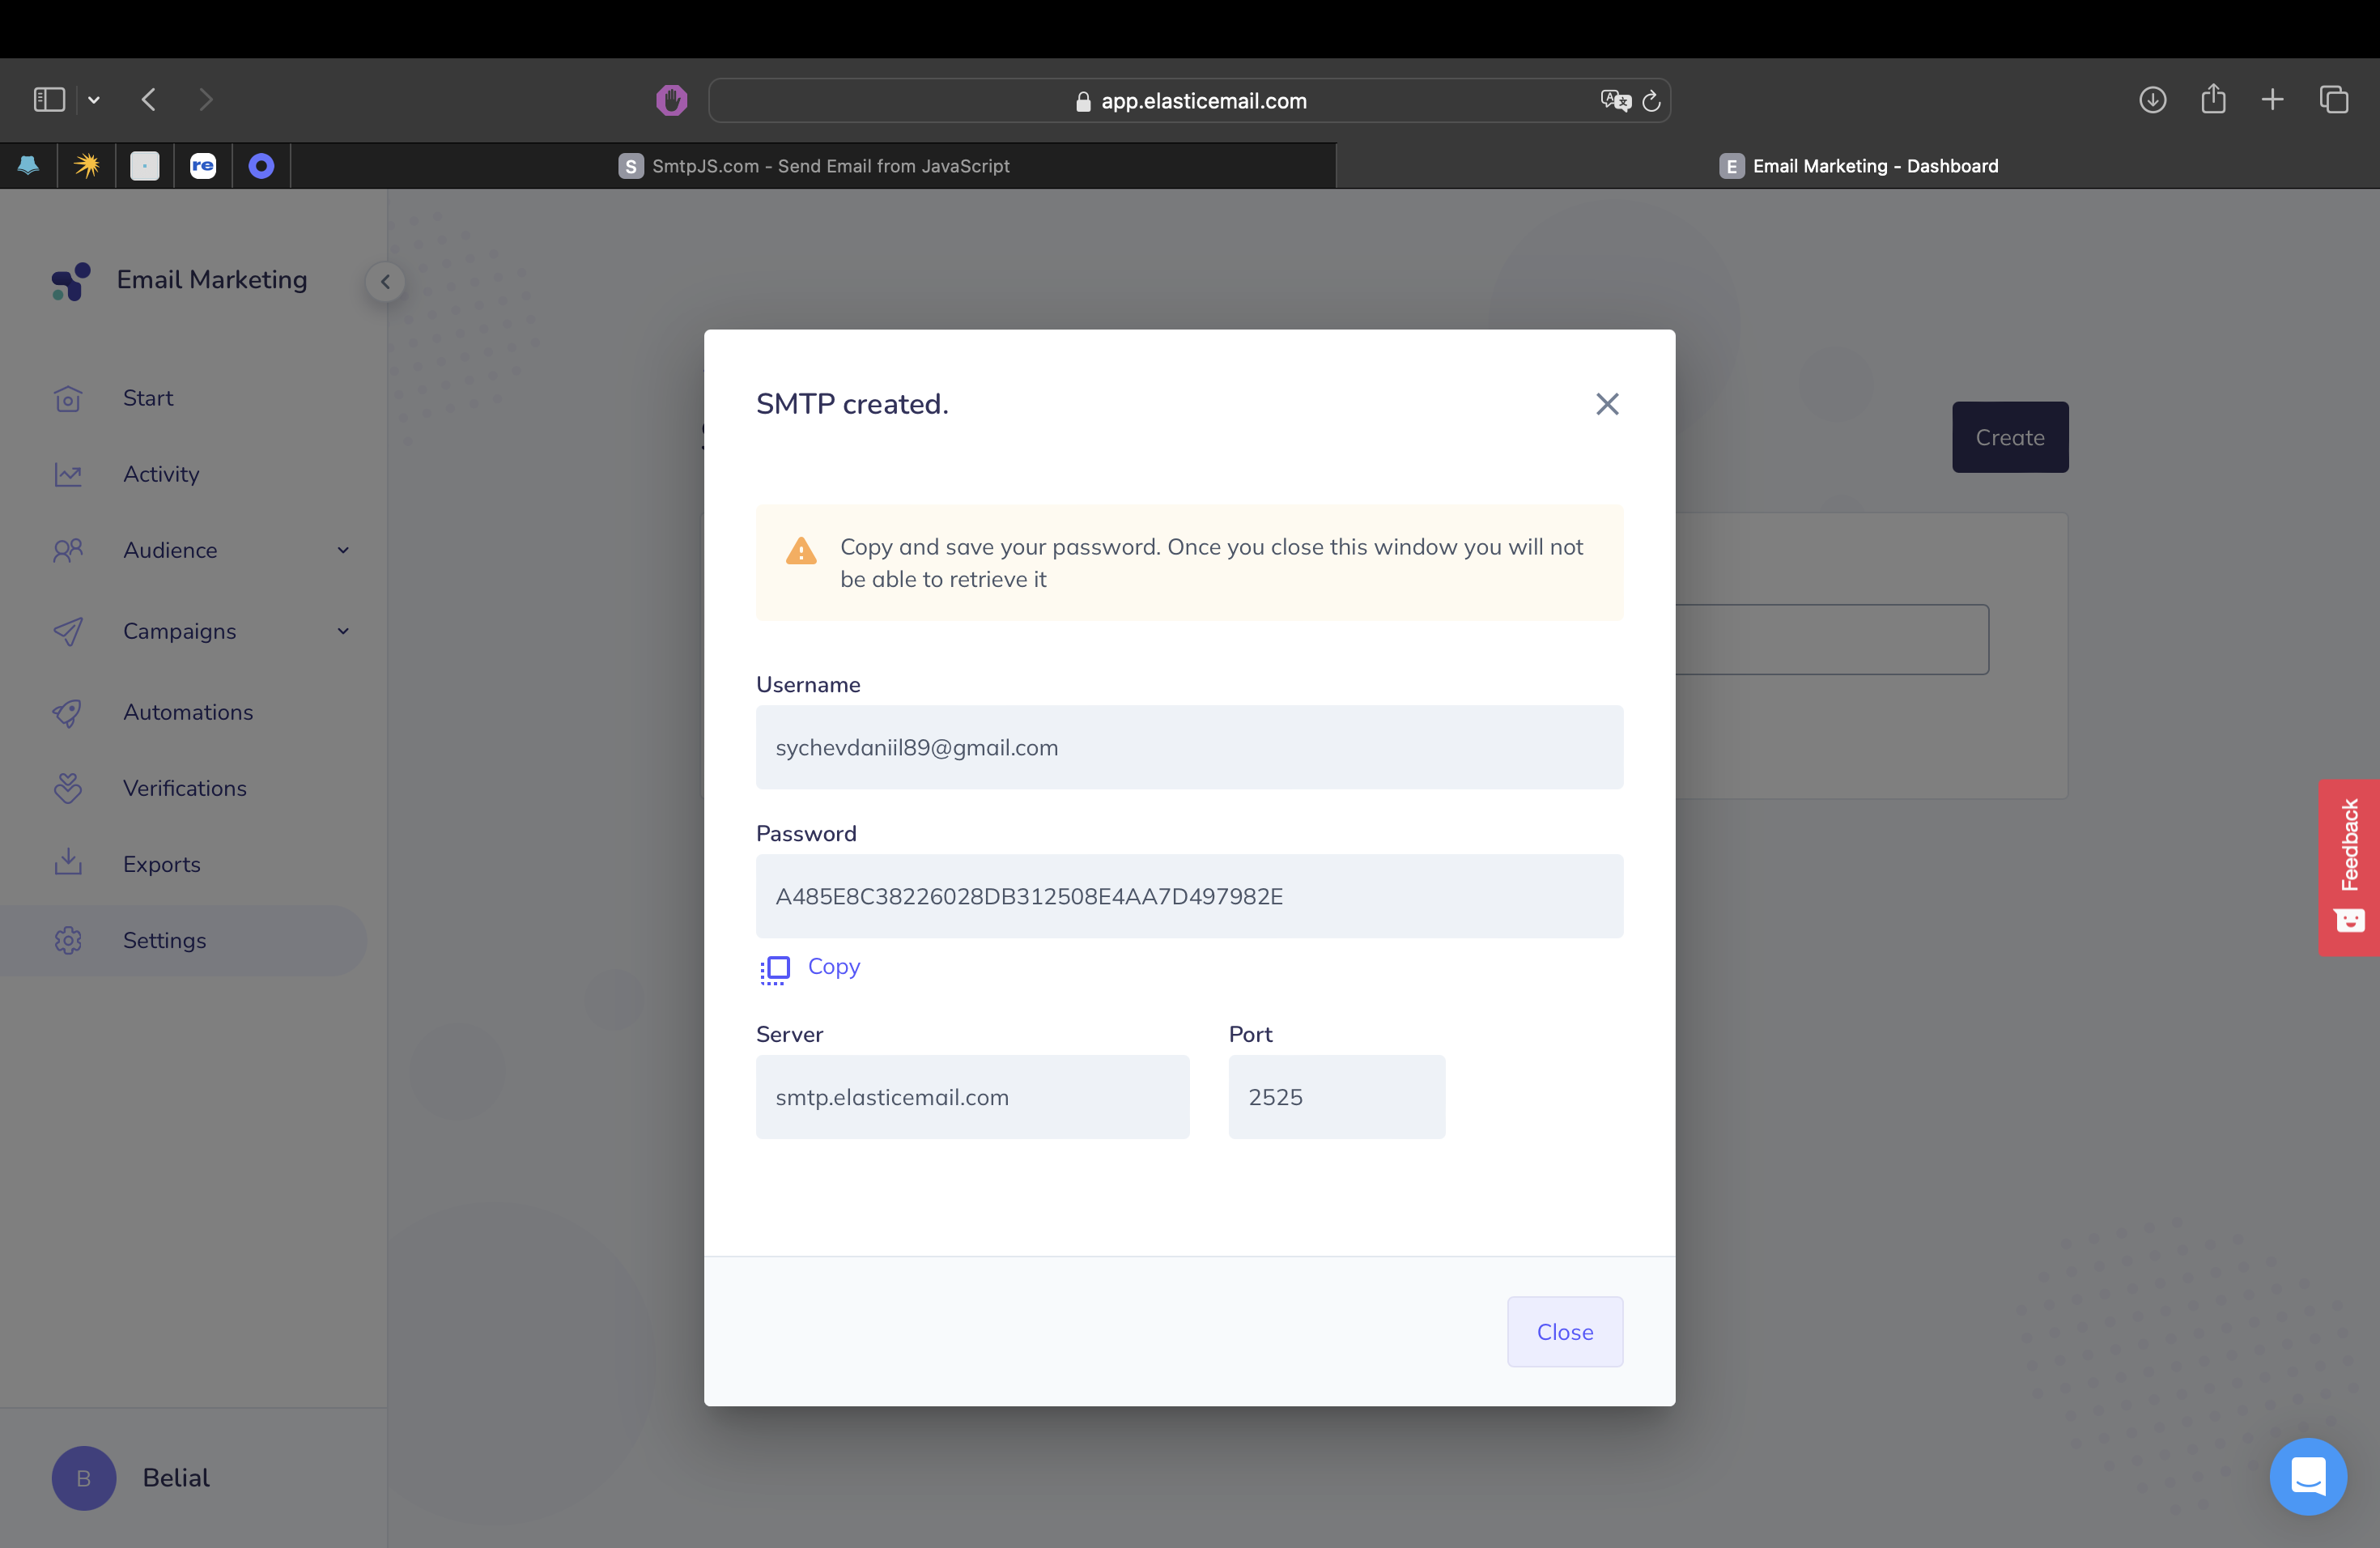 app.elasticemail.com
re
S SmtpJS.com - Send Email from JavaScript
E Email Marketing - Dashboard
Email Marketing
Start
Activity
Audience
Campaigns
Automations
Verifications
Exports
Settings
B Belial
Create
SMTP created.
Copy and save your password. Once you close this window you will not
be able to retrieve it
Username
sychevdaniil89@gmail.com
Password
A485E8C38226028DB312508E4AA7D497982E
Copy
Server Port
smtp.elasticemail.com 2525
Close
Feedback